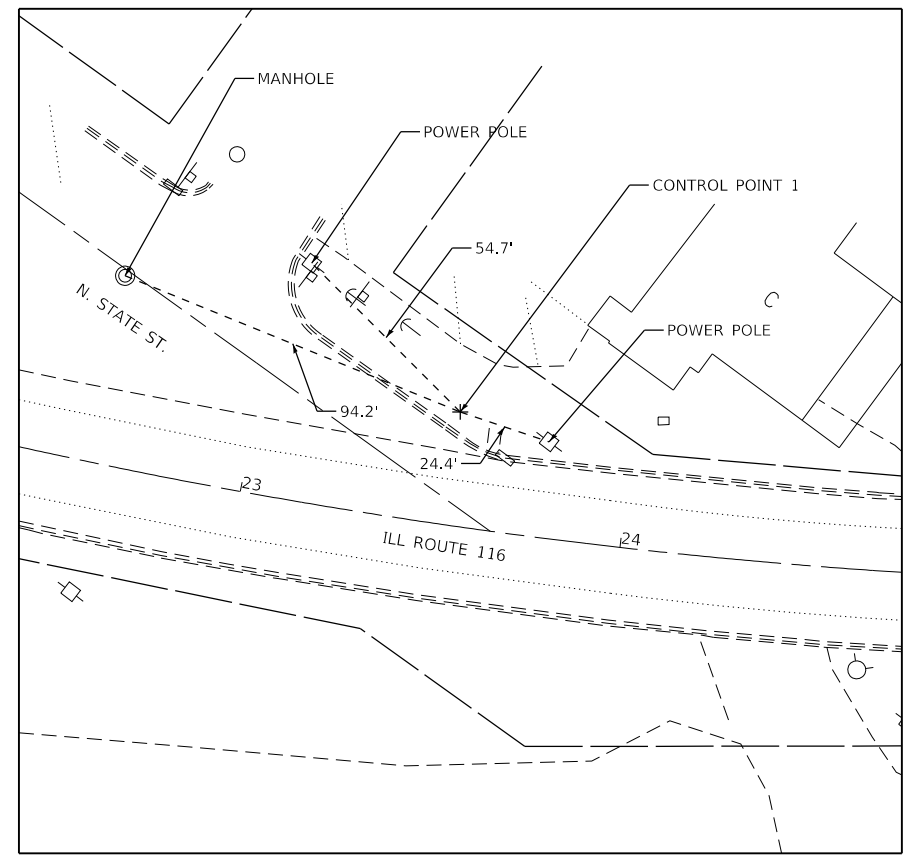 MANHOLE
POWER POLE
CONTROL POINT 1
54.7'
N. STATE ST.
POWER POLE
94.2'
24.4'
23
24
ILL ROUTE 116